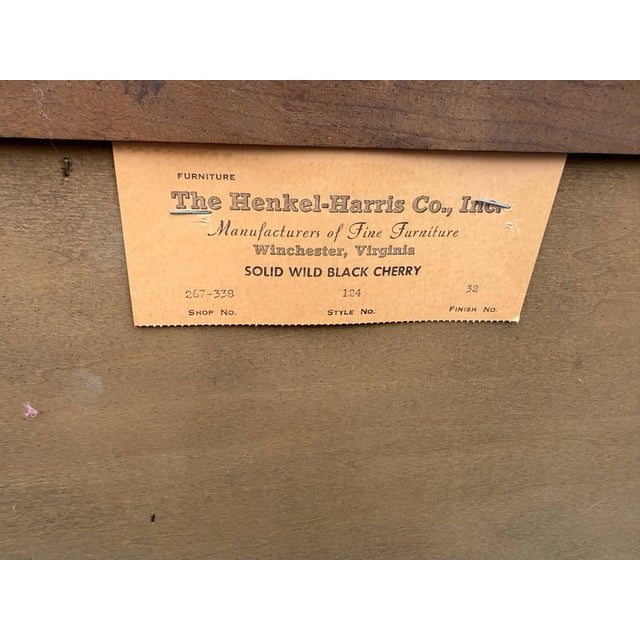 FURNITURE
The Henkel-Harris Co., Inc.
Manufacturers of Fine Furniture
Winchester, Virginia
SOLID WILD BLACK CHERRY
267-338 124 32
SHOP NO. STYLE NO. FINISH NO.